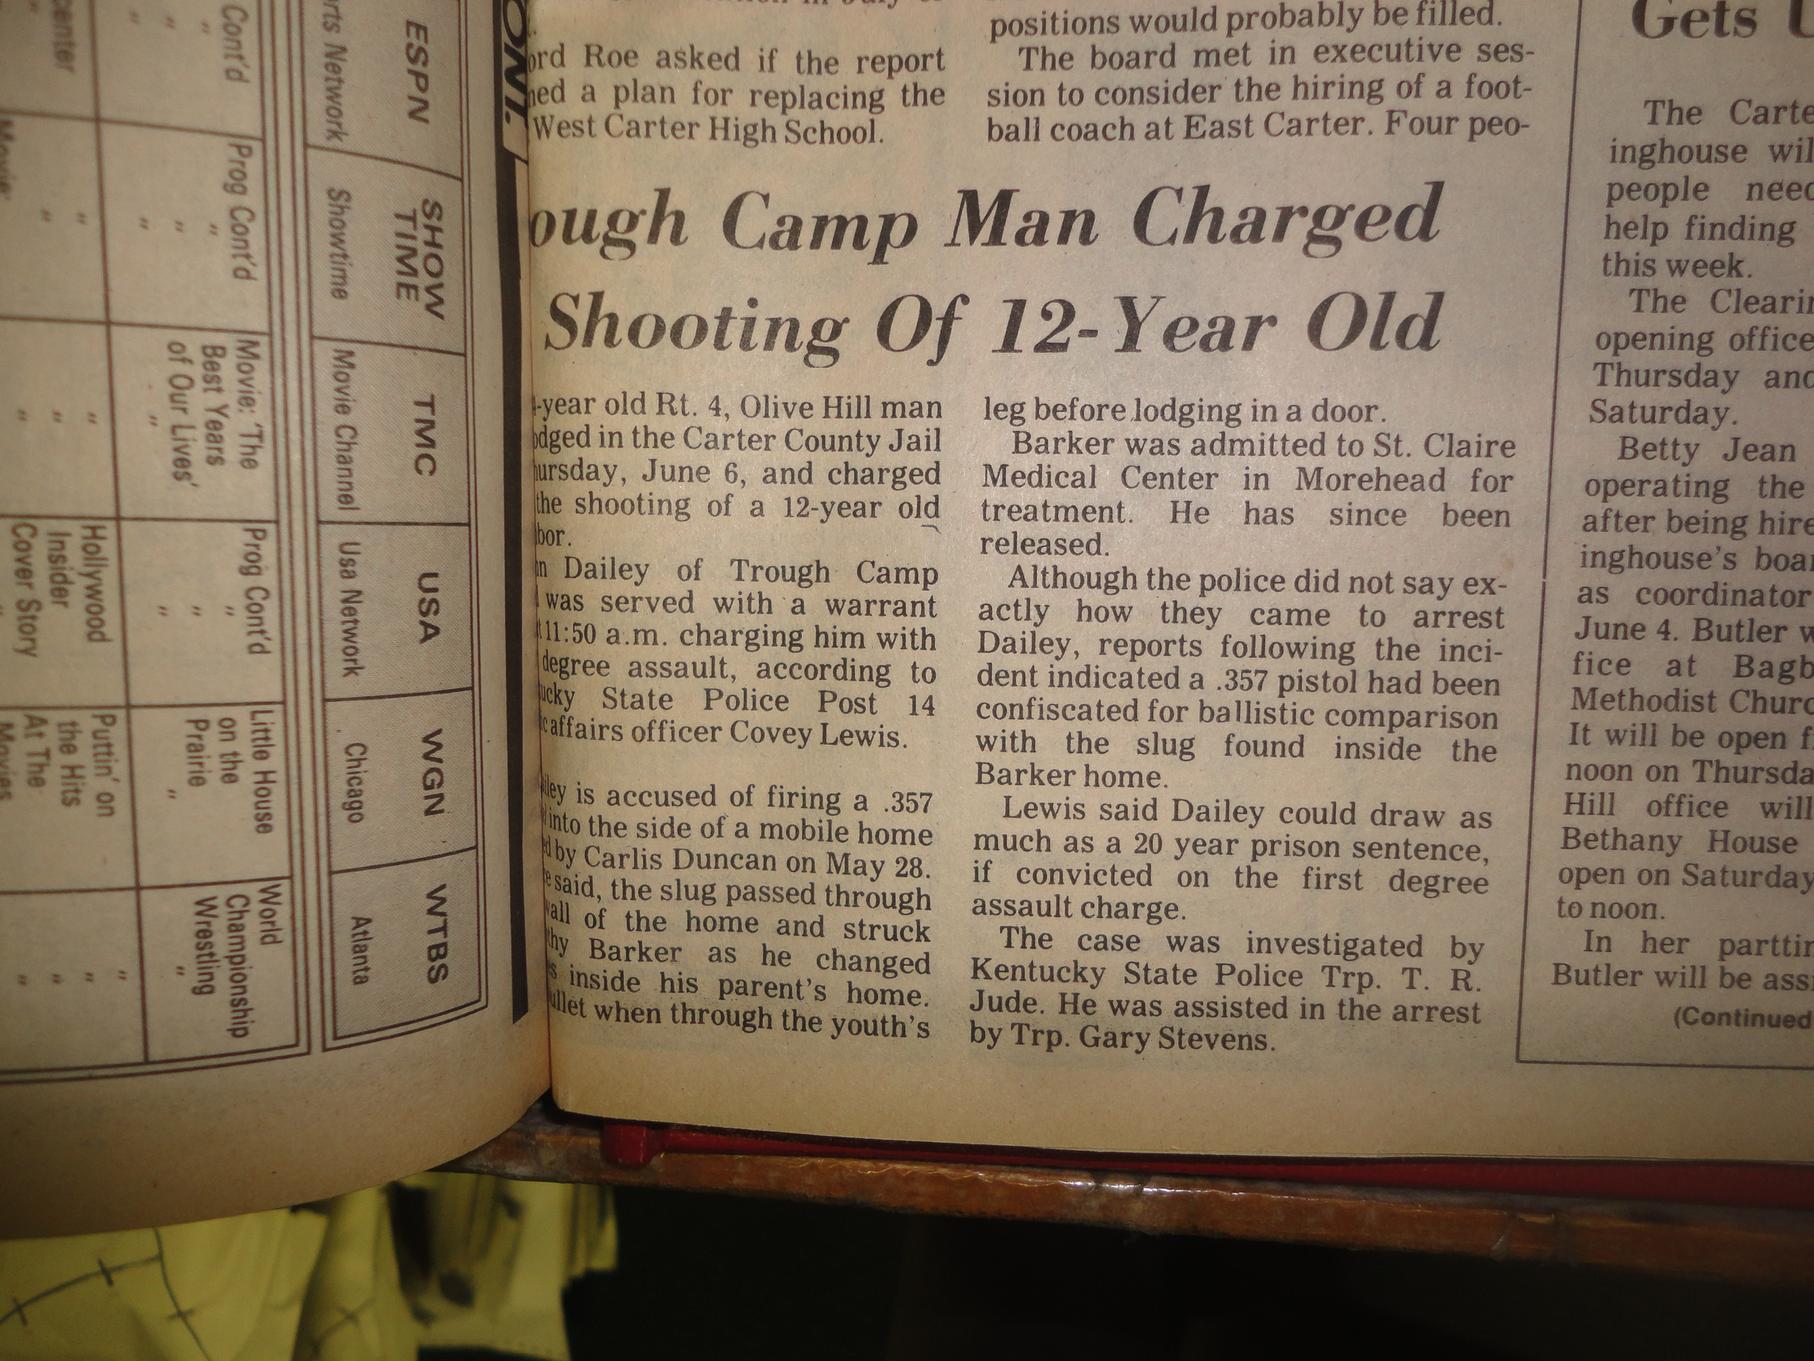 ESPN
rts Network
Cont'd
"
"
"
center
SHOW
TIME
Showtime
Prog Cont'd
"
"
"
Movie:
"
"
TMC
Movie Channel
Movie: 'The
Best Years
of Our Lives'
"
"
"
"
USA
Usa Network
Prog Cont'd
"
"
"
Hollywood
Insider
Cover Story
"
WGN
Chicago
Little House
on the
Prairie
"
Puttin' on
the Hits
At The
Movies
WTBS
Atlanta
World
Championship
Wrestling
"
"
"
"
"
ONT.
ord Roe asked if the report
ned a plan for replacing the
West Carter High School.
positions would probably be filled.
The board met in executive ses-
sion to consider the hiring of a foot-
ball coach at East Carter. Four peo-
ough Camp Man Charged
Shooting Of 12-Year Old
-year old Rt. 4, Olive Hill man
dged in the Carter County Jail
ursday, June 6, and charged
the shooting of a 12-year old
bor.
n Dailey of Trough Camp
was served with a warrant
t 11:50 a.m. charging him with
degree assault, according to
ucky State Police Post 14
c affairs officer Covey Lewis.
ley is accused of firing a .357
into the side of a mobile home
d by Carlis Duncan on May 28.
e said, the slug passed through
all of the home and struck
thy Barker as he changed
s inside his parent's home.
ullet when through the youth's
leg before lodging in a door.
Barker was admitted to St. Claire
Medical Center in Morehead for
treatment. He has since been
released.
Although the police did not say ex-
actly how they came to arrest
Dailey, reports following the inci-
dent indicated a .357 pistol had been
confiscated for ballistic comparison
with the slug found inside the
Barker home.
Lewis said Dailey could draw as
much as a 20 year prison sentence,
if convicted on the first degree
assault charge.
The case was investigated by
Kentucky State Police Trp. T. R.
Jude. He was assisted in the arrest
by Trp. Gary Stevens.
Gets U
The Carte
inghouse wil
people need
help finding
this week.
The Clearin
opening office
Thursday and
Saturday.
Betty Jean
operating the
after being hire
inghouse's boar
as coordinator
June 4. Butler w
fice at Bagb
Methodist Churc
It will be open f
noon on Thursda
Hill office will
Bethany House
open on Saturday
to noon.
In her parttin
Butler will be assi
(Continued